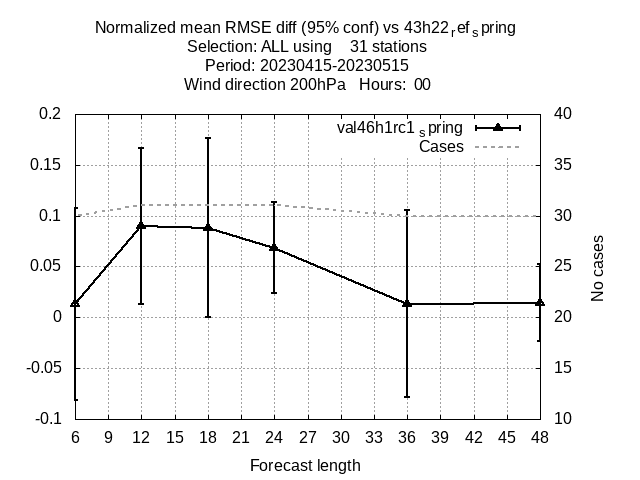 Normalized mean RMSE diff (95% conf) vs 43h22refspring
Selection: ALL using 31 stations
Period: 20230415-20230515
Wind direction 200hPa Hours: 00
0.2
0.15
0.1
0.05
0
-0.05
-0.1
40
35
30
25
20
15
10
val46h1rc1spring
Cases
No cases
6 9 12 15 18 21 24 27 30 33 36 39 42 45 48
Forecast length